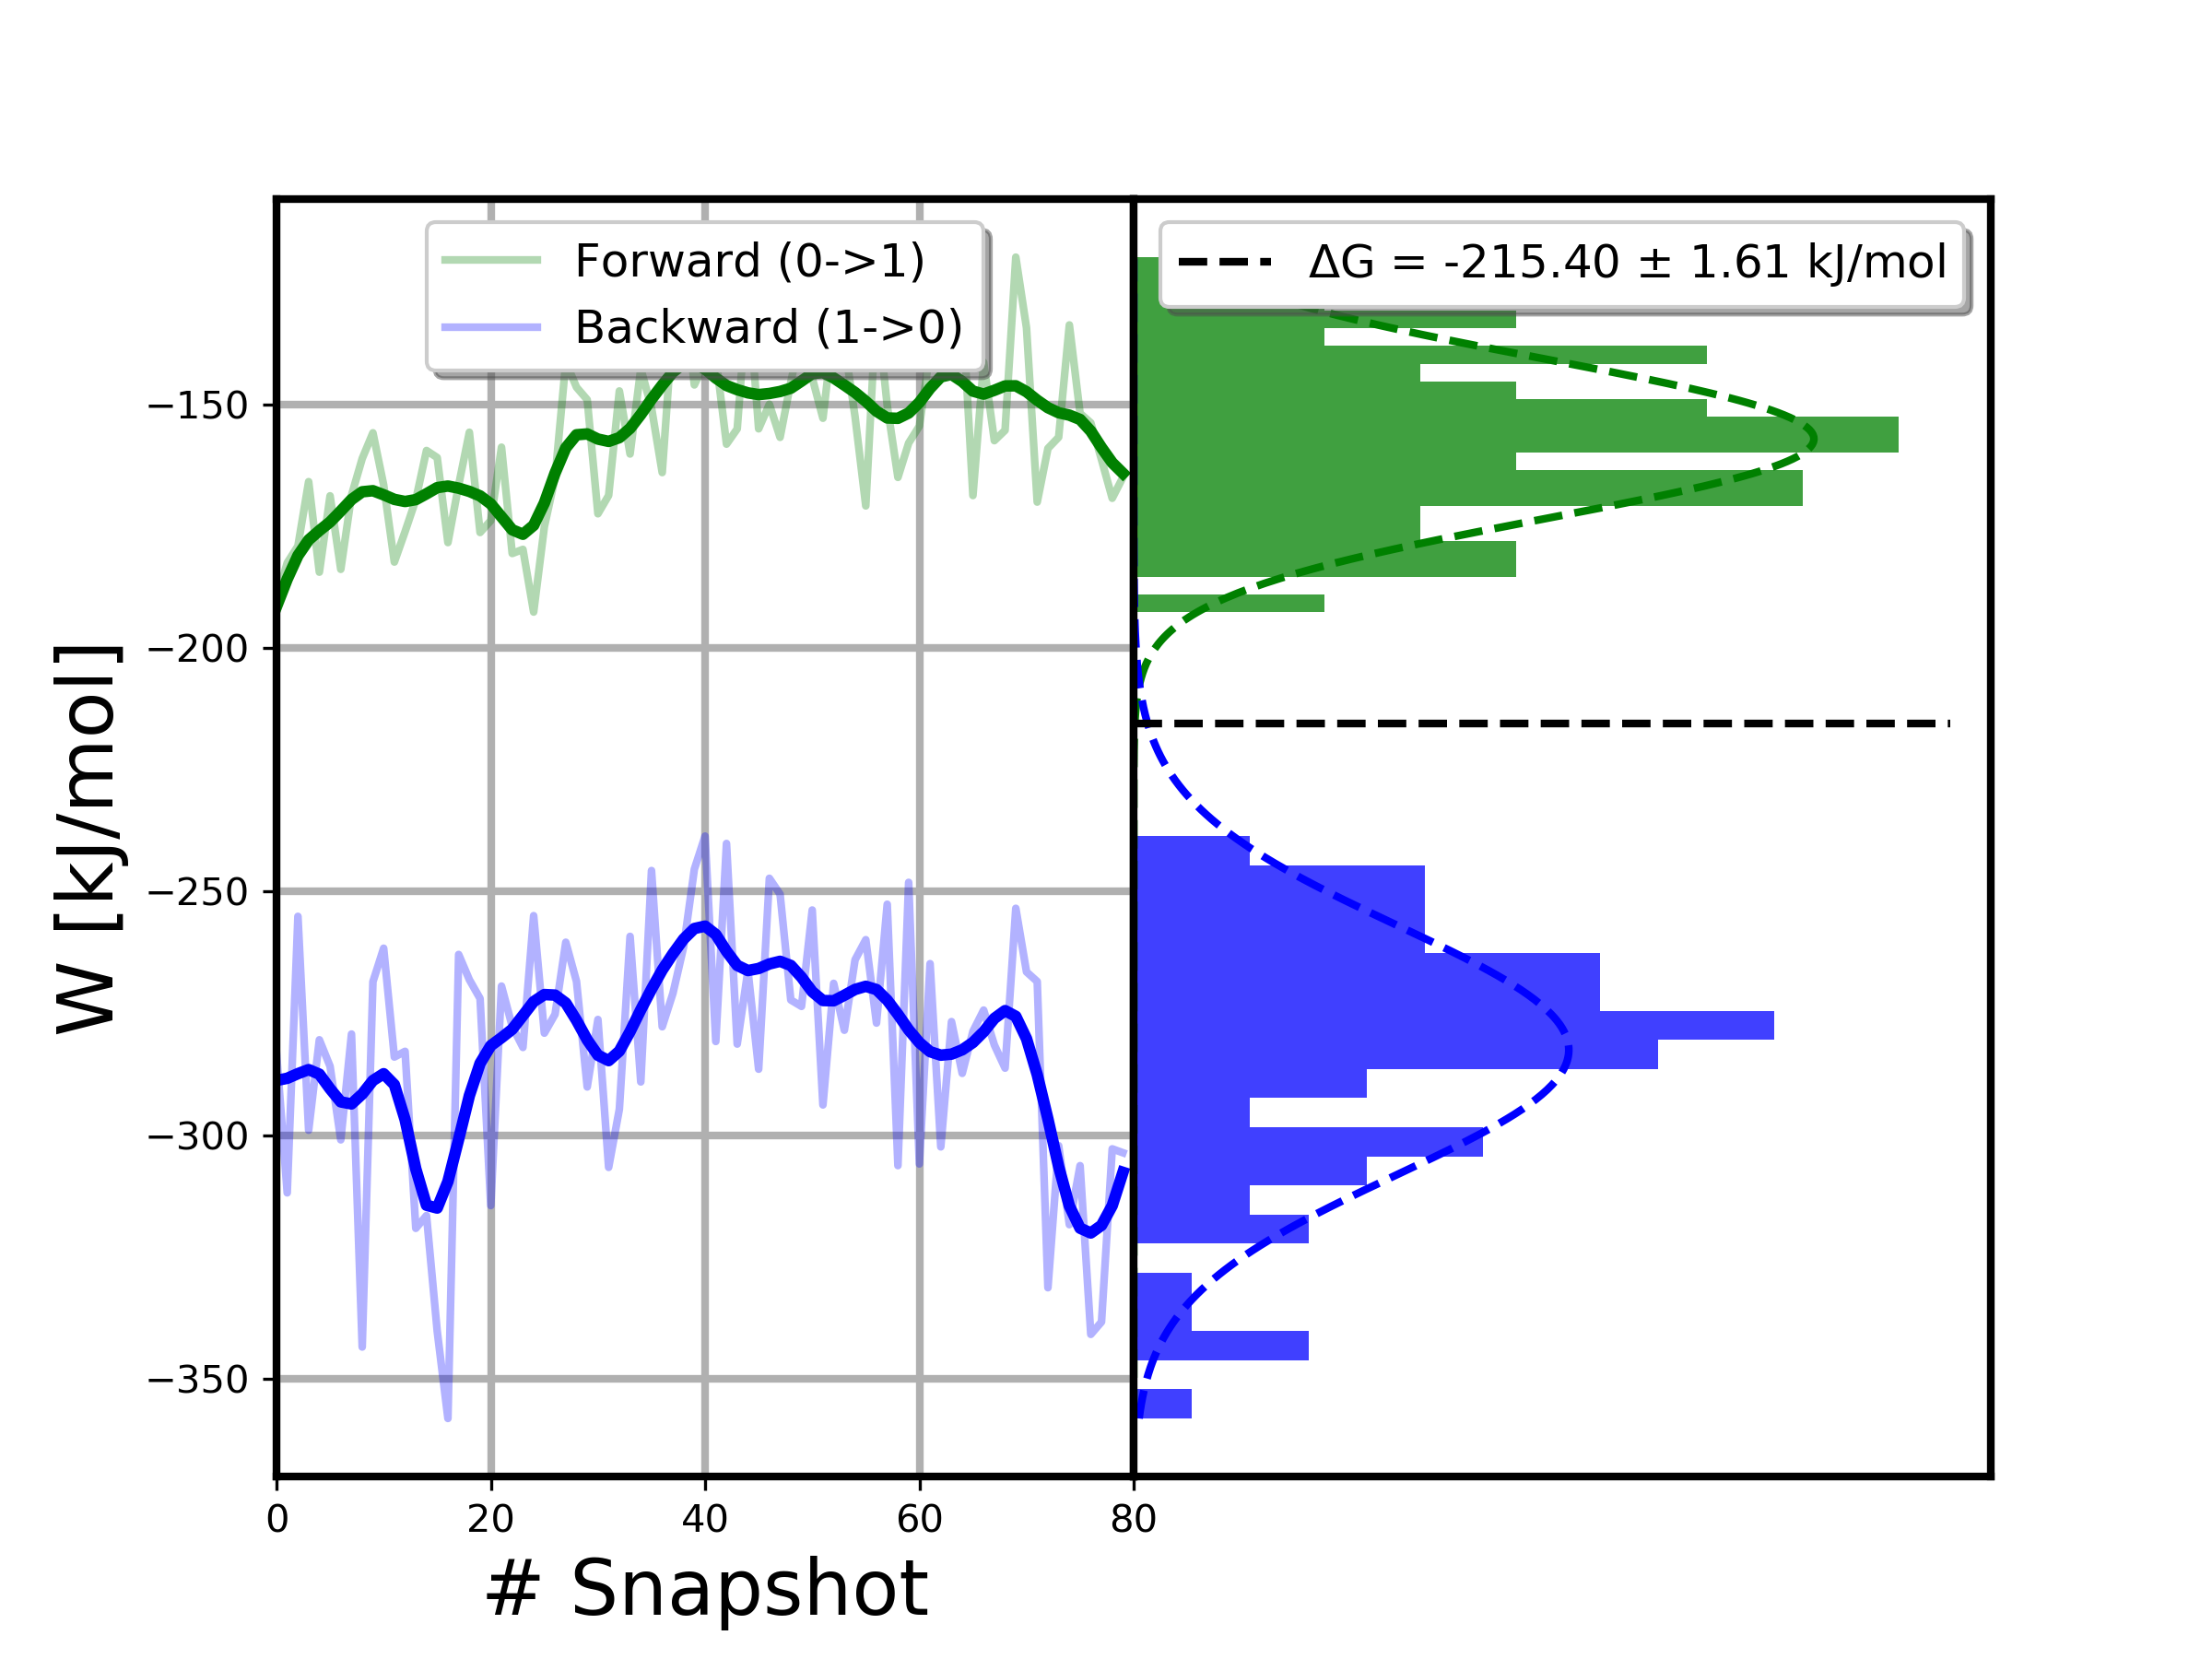 Forward (0->1)
Backward (1->0)
ΔG = -215.40 ± 1.61 kJ/mol
W [kJ/mol]
−150
−200
−250
−300
−350
0 20 40 60 80
# Snapshot